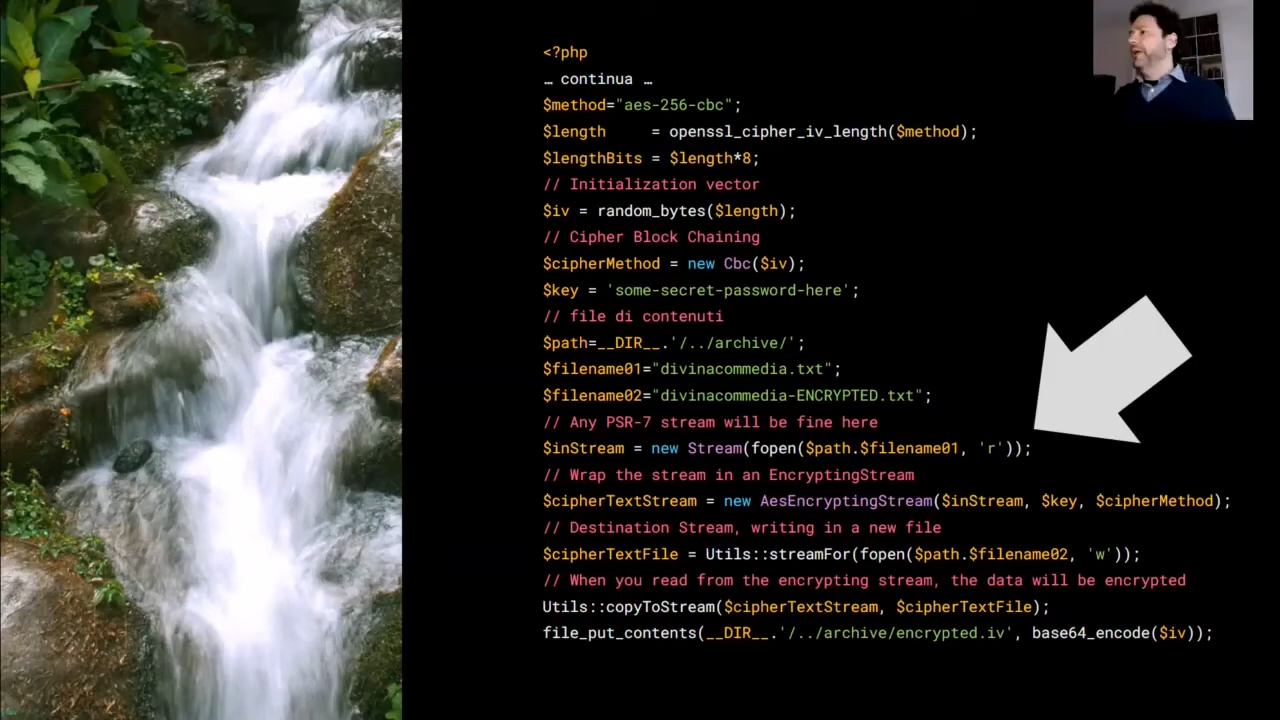 <?php
… continua …
$method="aes-256-cbc";
$length     = openssl_cipher_iv_length($method);
$lengthBits = $length*8;
// Initialization vector
$iv = random_bytes($length);
// Cipher Block Chaining
$cipherMethod = new Cbc($iv);
$key = 'some-secret-password-here';
// file di contenuti
$path=__DIR__.'/../archive/';
$filename01="divinacommedia.txt";
$filename02="divinacommedia-ENCRYPTED.txt";
// Any PSR-7 stream will be fine here
$inStream = new Stream(fopen($path.$filename01, 'r'));
// Wrap the stream in an EncryptingStream
$cipherTextStream = new AesEncryptingStream($inStream, $key, $cipherMethod);
// Destination Stream, writing in a new file
$cipherTextFile = Utils::streamFor(fopen($path.$filename02, 'w'));
// When you read from the encrypting stream, the data will be encrypted
Utils::copyToStream($cipherTextStream, $cipherTextFile);
file_put_contents(__DIR__.'/../archive/encrypted.iv', base64_encode($iv));